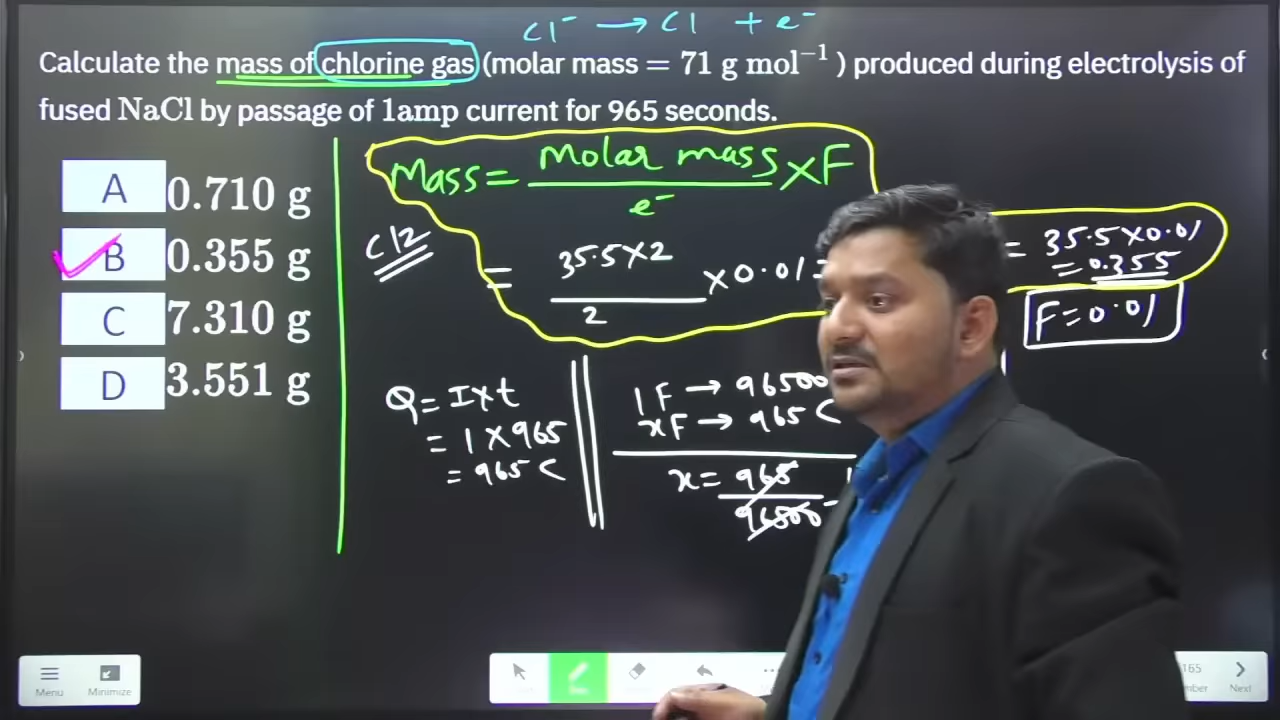 Cl⁻ → Cl + e⁻
Calculate the mass of chlorine gas (molar mass = 71 g mol⁻¹ ) produced during electrolysis of
fused NaCl by passage of 1amp current for 965 seconds.
A 0.710 g
B 0.355 g
C 7.310 g
D 3.551 g
Mass = Molar mass × F
e⁻
Cl2
= 35.5×2 × 0.01 =
2
= 35.5×0.01
= 0.355
F=0.01
Q = I×t
= 1 × 965
= 965 C
1F → 96500
xF → 965 C
x = 965
96500
Menu
Minimize
165
Next